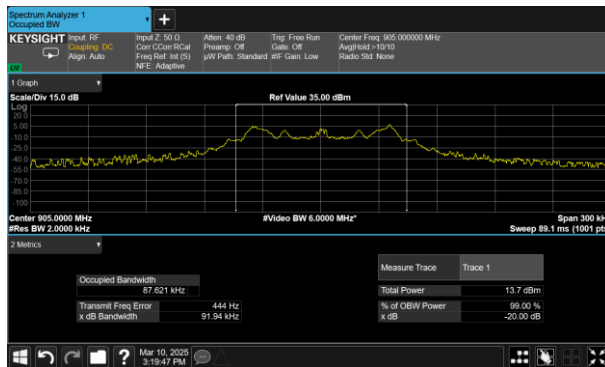 Spectrum Analyzer 1
Occupied BW
+
KEYSIGHT
Input: RF
Coupling: DC
Align: Auto
Input Z: 50 Ω
Corr CCorr RCal
Freq Ref: Int (S)
NFE: Adaptive
Atten: 40 dB
Preamp: Off
µW Path: Standard
Trig: Free Run
Gate: Off
#IF Gain: Low
Center Freq: 905.000000 MHz
Avg|Hold:>10/10
Radio Std: None
1 Graph
Scale/Div 15.0 dB
Ref Value 35.00 dBm
Log
20.0
5.00
-10.0
-25.0
-40.0
-55.0
-70.0
-85.0
-100
Center 905.0000 MHz
#Video BW 6.0000 MHz*
Span 300 kH
#Res BW 2.0000 kHz
Sweep 89.1 ms (1001 pts
2 Metrics
Measure Trace
Trace 1
Occupied Bandwidth
87.621 kHz
Total Power
13.7 dBm
Transmit Freq Error
444 Hz
% of OBW Power
99.00 %
x dB Bandwidth
91.94 kHz
x dB
-20.00 dB
?
Mar 10, 2025
3:19:47 PM